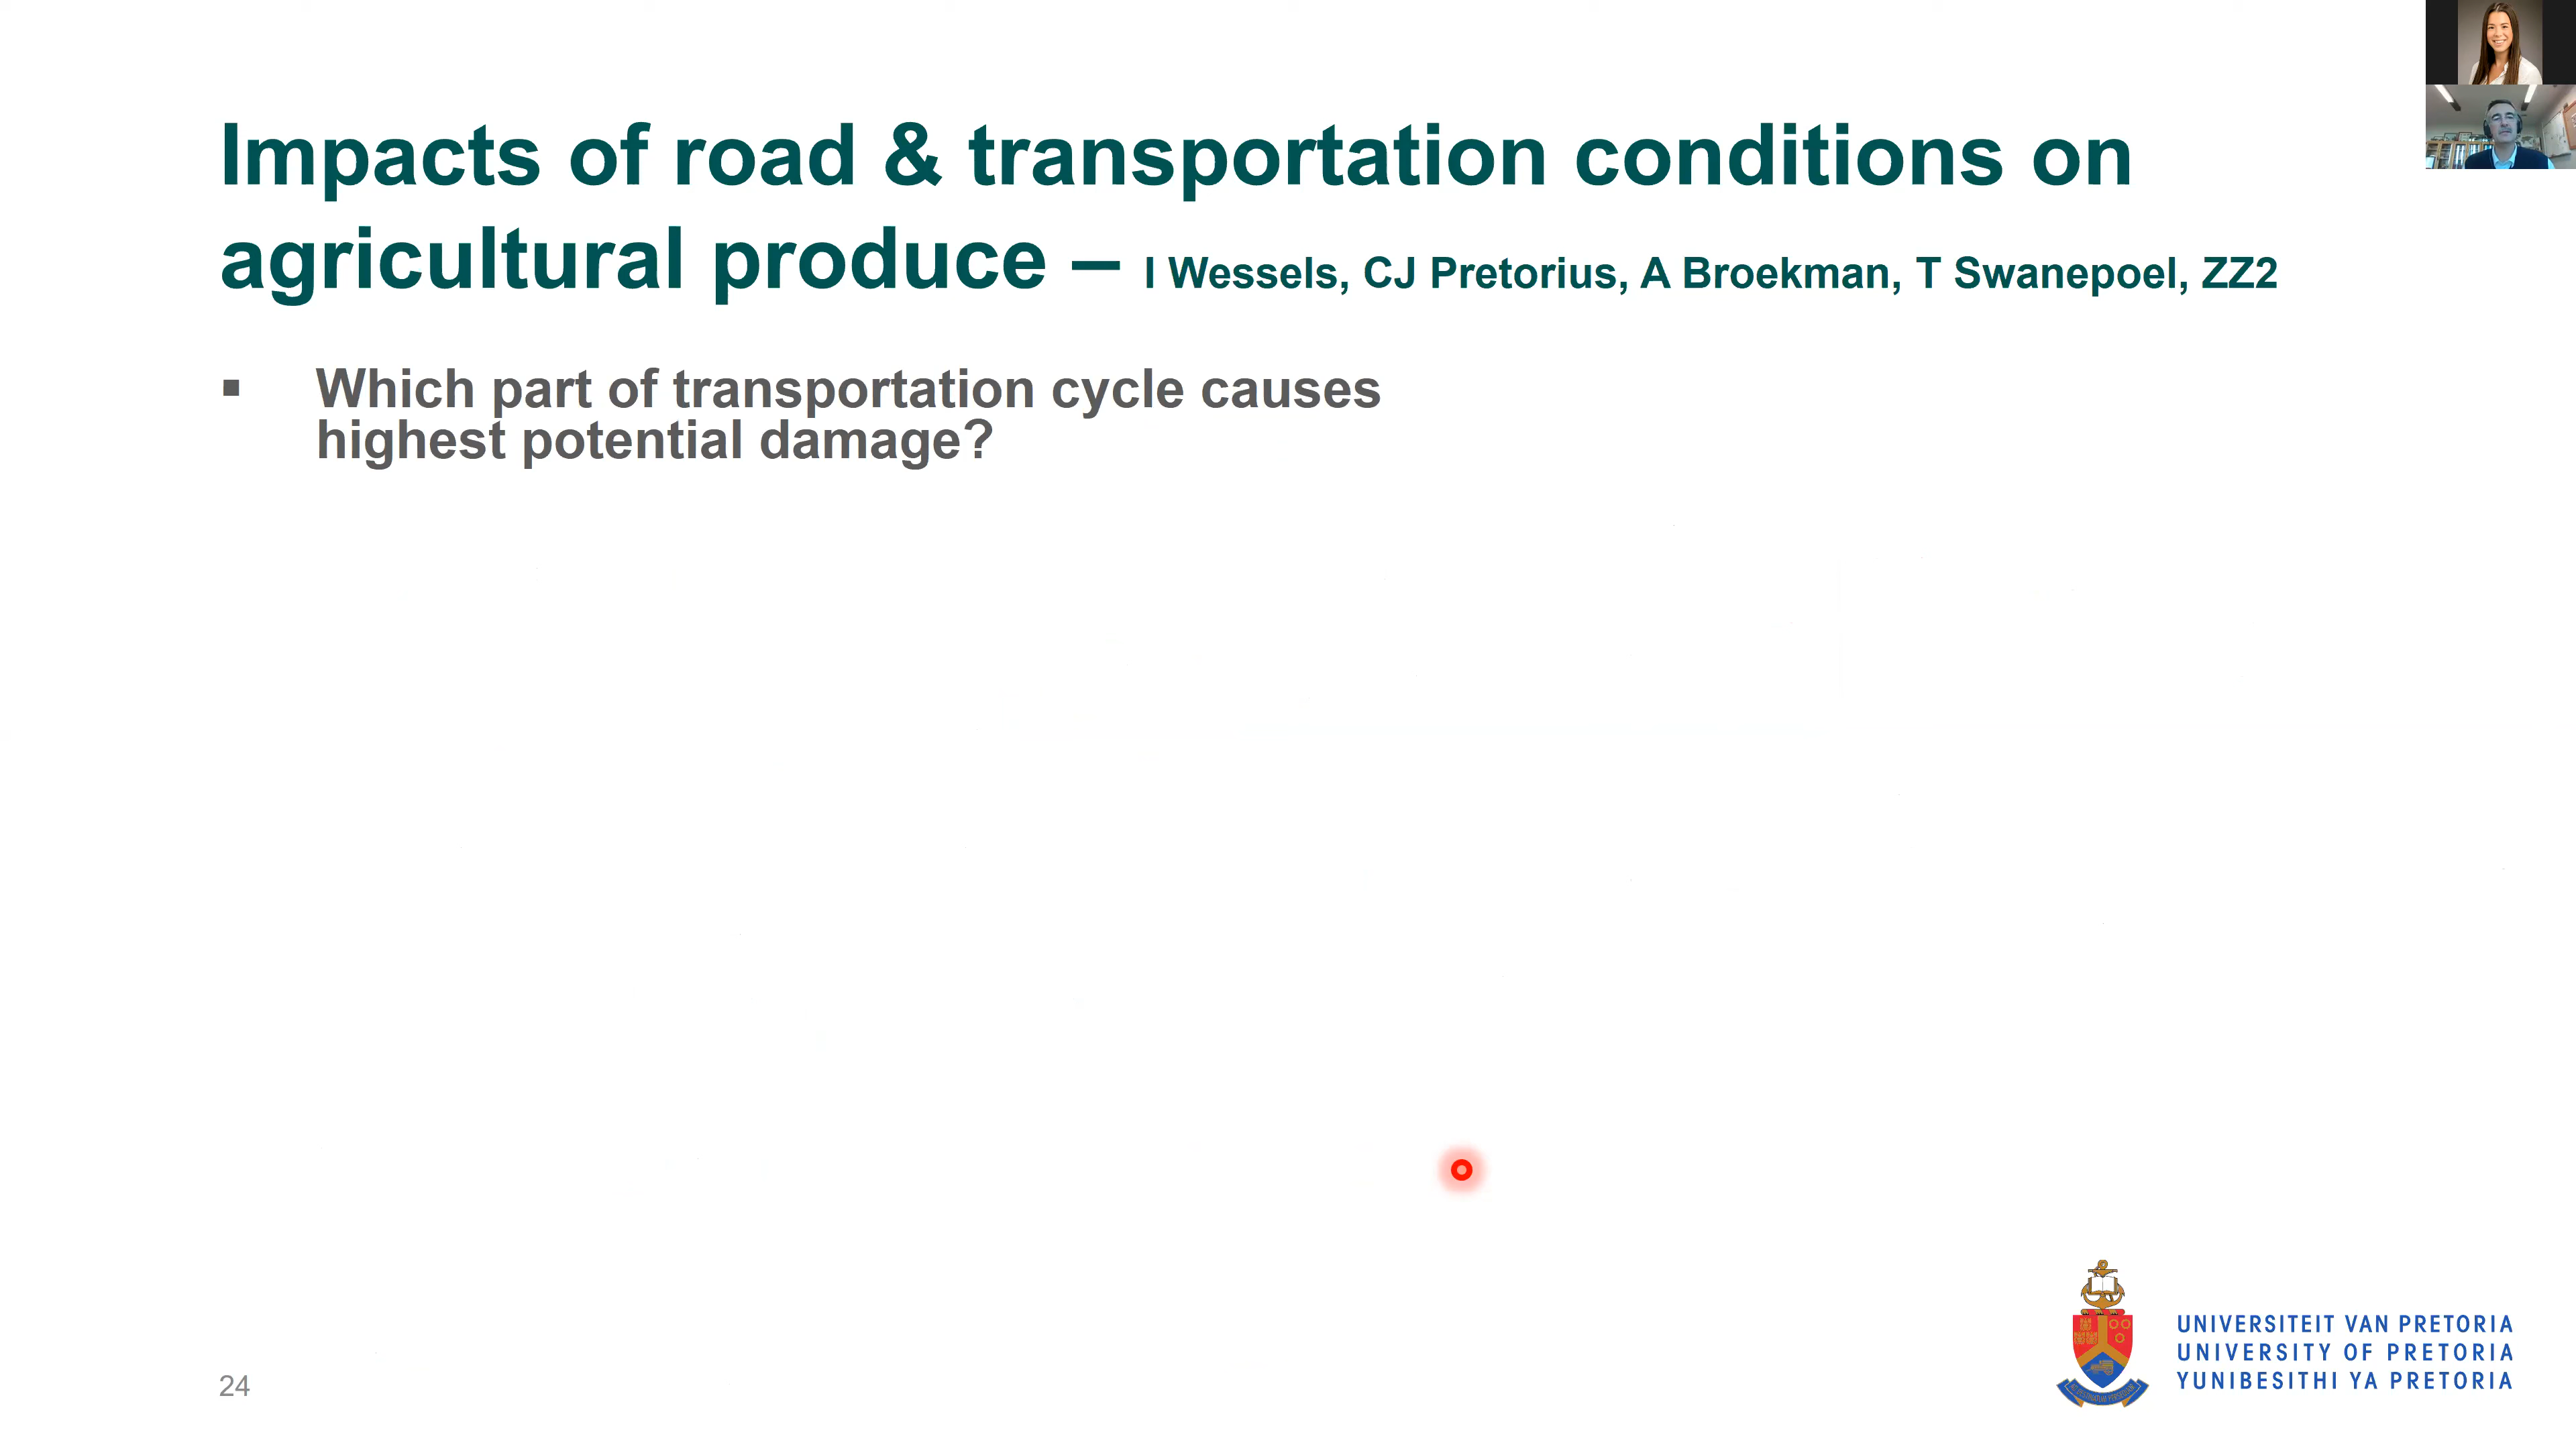 Impacts of road & transportation conditions on
agricultural produce – I Wessels, CJ Pretorius, A Broekman, T Swanepoel, ZZ2
▪ Which part of transportation cycle causes
highest potential damage?
24
UNIVERSITEIT VAN PRETORIA
UNIVERSITY OF PRETORIA
YUNIBESITHI YA PRETORIA